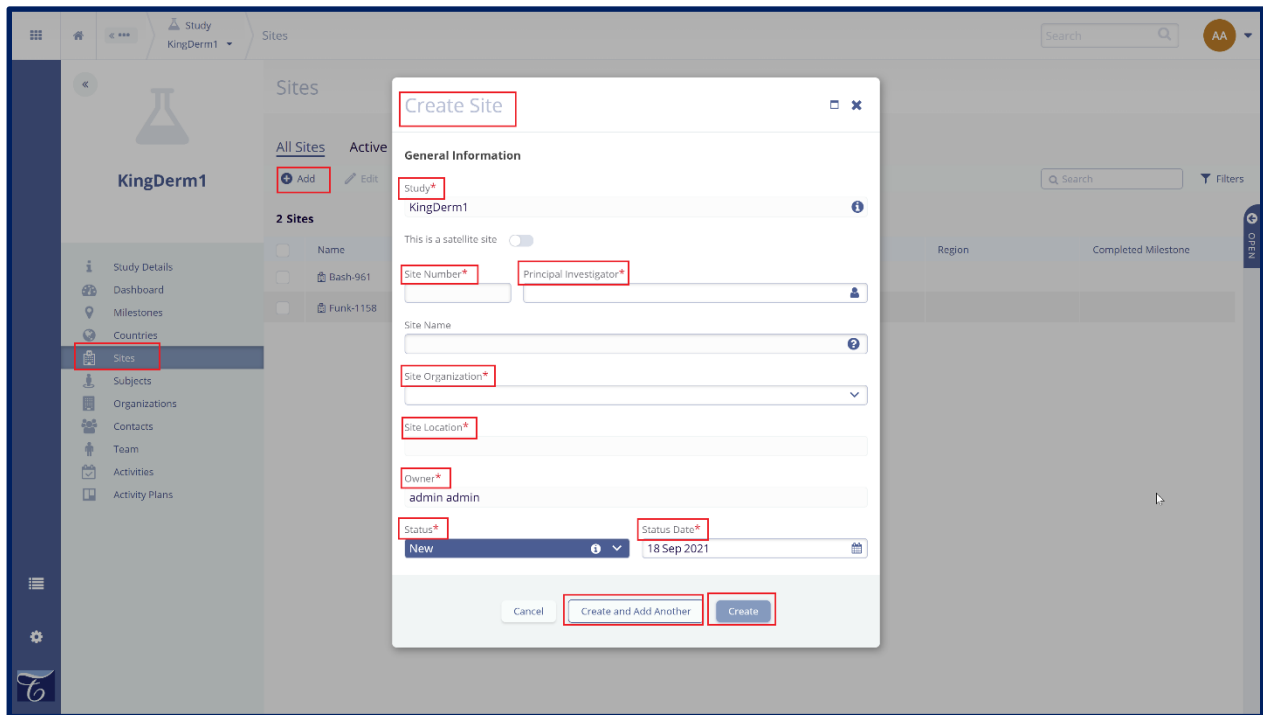 Study
KingDerm1
Sites
Search
AA
Sites
Create Site
All Sites Active
General Information
KingDerm1
Add Edit
Study*
Search
Filters
KingDerm1
2 Sites
OPEN
This is a satellite site
Name
Region
Completed Milestone
Study Details
Site Number* Principal Investigator*
Bash-961
Dashboard
Milestones
Funk-1158
Site Name
Countries
Sites
Site Organization*
Subjects
Organizations
Contacts
Site Location*
Team
Activities
Owner*
Activity Plans
admin admin
Status* Status Date*
New 18 Sep 2021
Cancel Create and Add Another Create